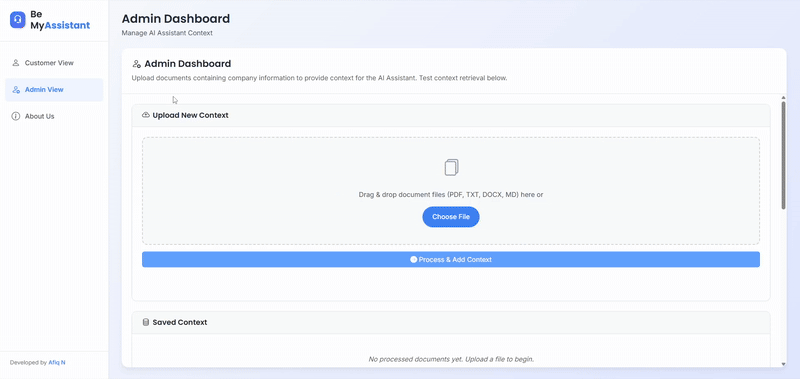 Be
MyAssistant
Customer View
Admin View
About Us
Developed by Afiq N
Admin Dashboard
Manage AI Assistant Context
Admin Dashboard
Upload documents containing company information to provide context for the AI Assistant. Test context retrieval below.
Upload New Context
Drag & drop document files (PDF, TXT, DOCX, MD) here or
Choose File
Process & Add Context
Saved Context
No processed documents yet. Upload a file to begin.